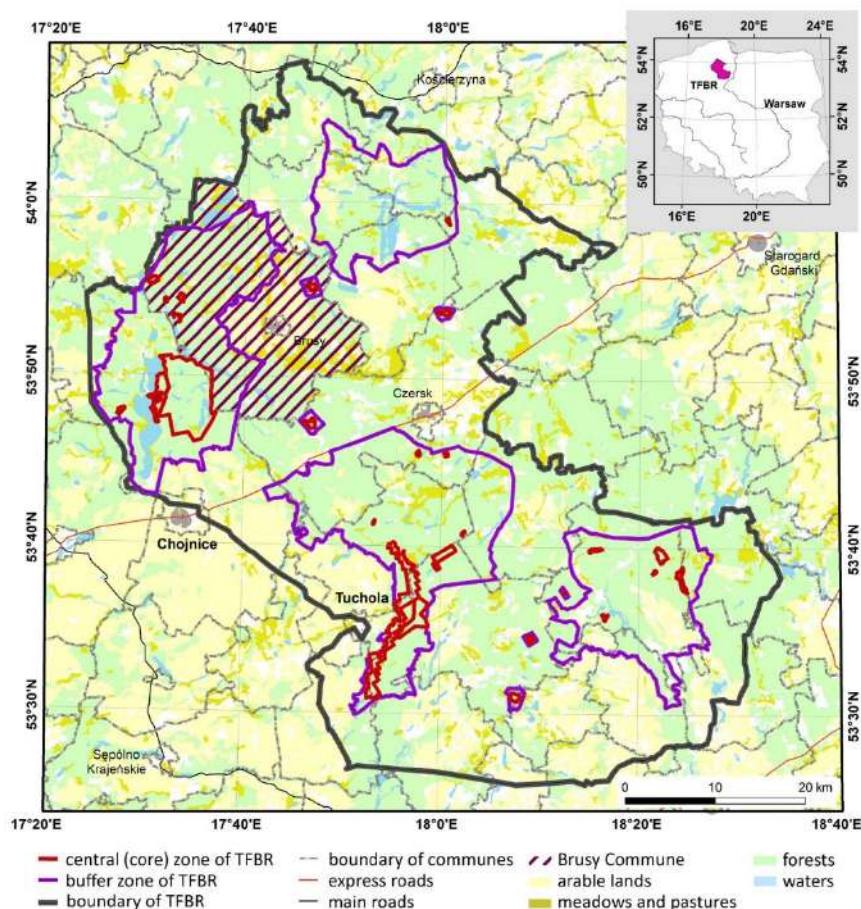 17°20'E 17°40'E 18°0'E
16°E 20°E 24°E
54°N 54°N
52°N 52°N
50°N 50°N
TFBR
Warsaw
16°E 20°E
Kościerzyna
54°0'N
Starogard
Gdański
Brusy
53°50'N 53°50'N
Czersk
53°40'N 53°40'N
Chojnice
Tuchola
53°30'N 53°30'N
Sępólno
Krajeńskie
0 10 20 km
17°20'E 17°40'E 18°0'E 18°20'E 18°40'E
central (core) zone of TFBR boundary of communes Brusy Commune forests
buffer zone of TFBR express roads arable lands waters
boundary of TFBR main roads meadows and pastures